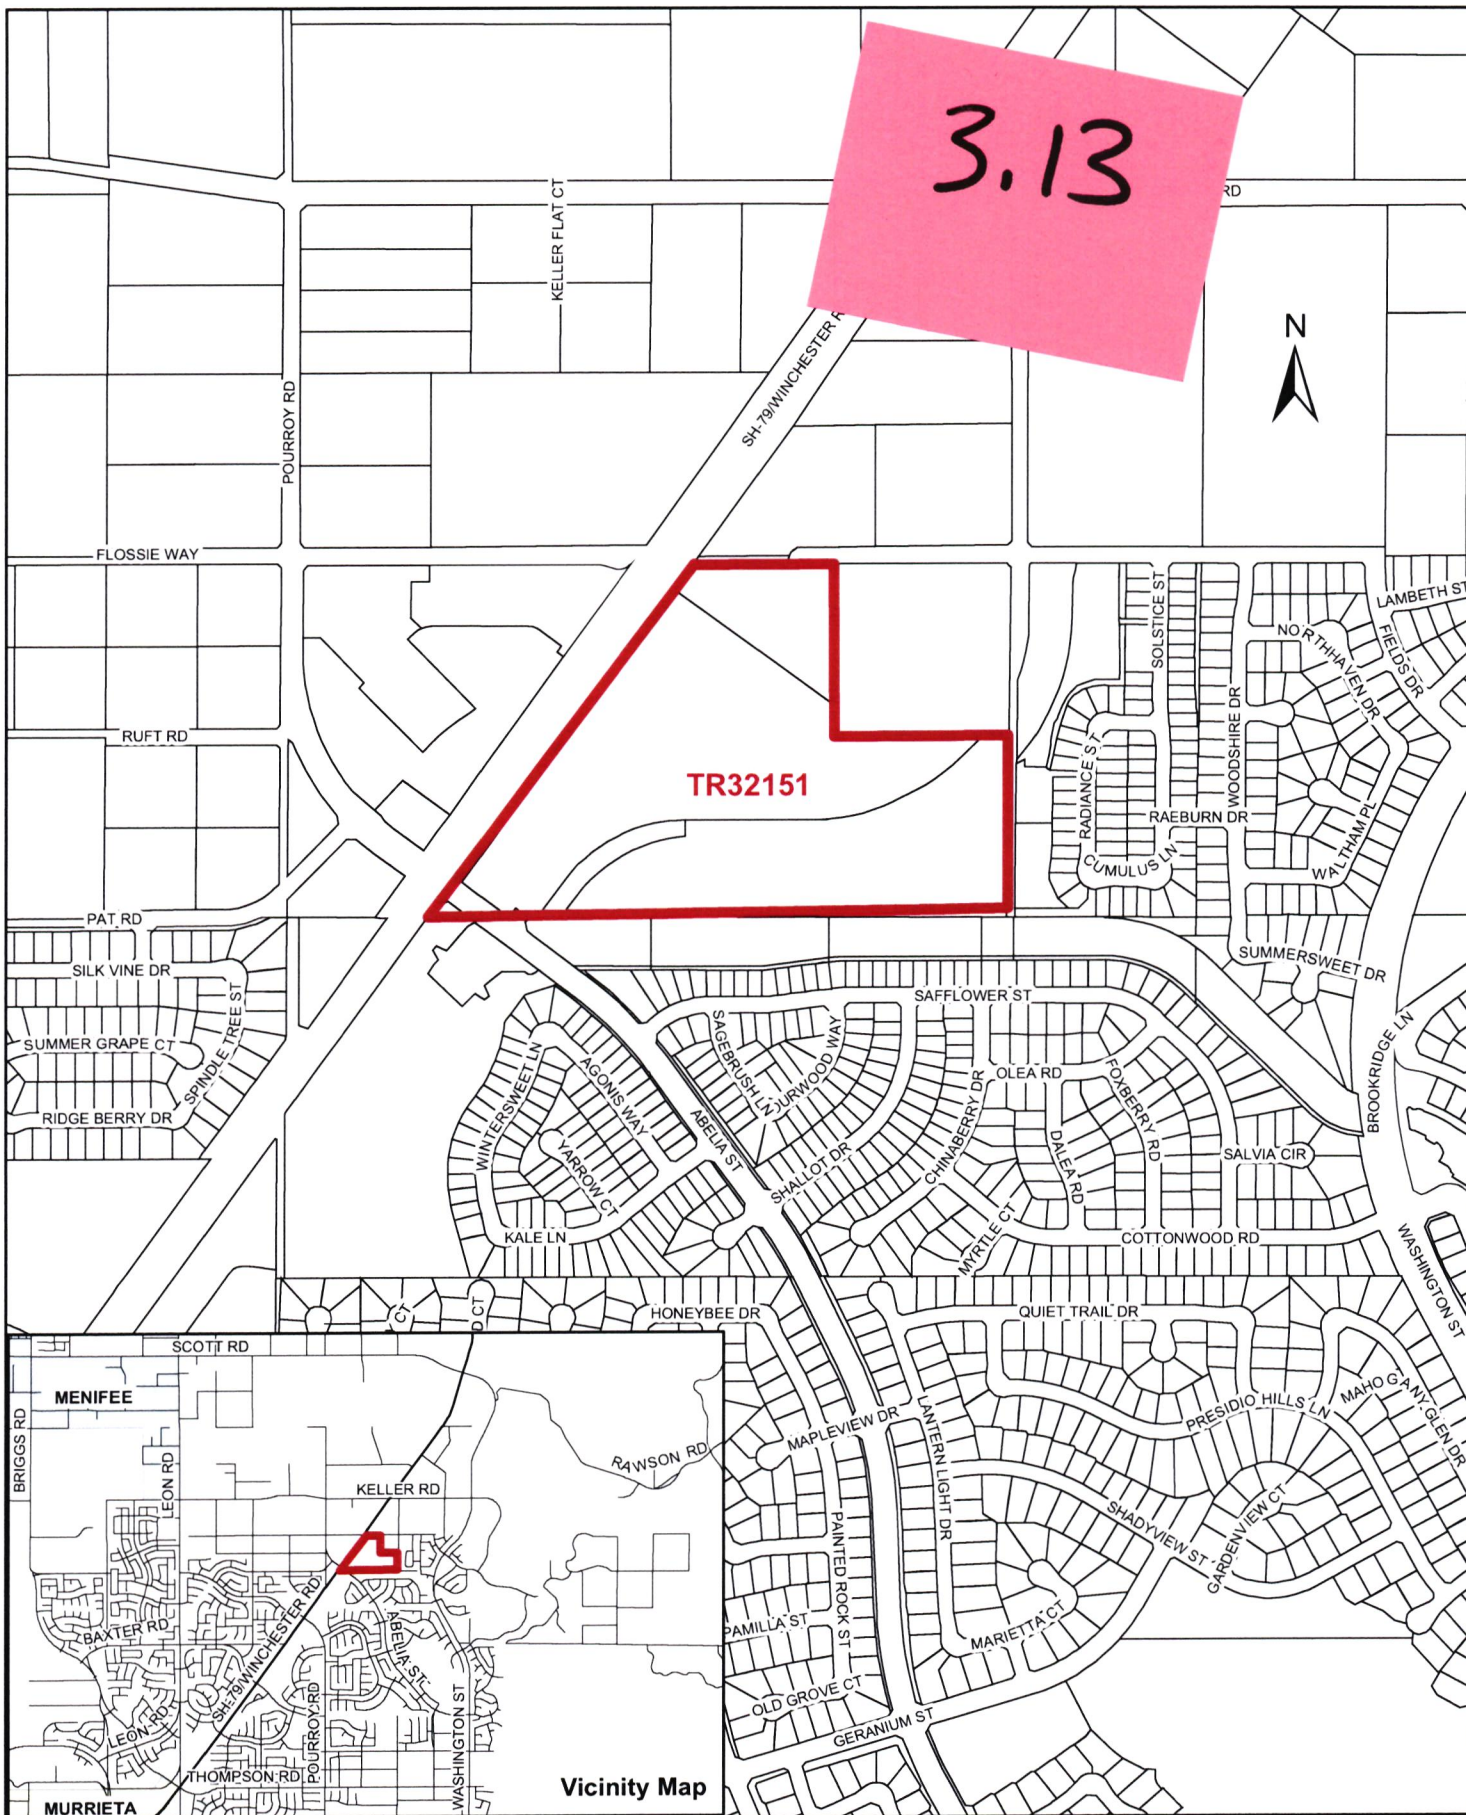 3.13
RD
KELLER FLAT CT
N
SH-79/WINCHESTER R
POURROY RD
FLOSSIE WAY
SOLSTICE ST
LAMBETH ST
NORTHHAVEN DR
FIELDS DR
RUFT RD
WOODSHIRE DR
RADIANCE ST
TR32151
RAEBURN DR
WALTHAM PL
CUMULUS LN
PAT RD
SILK VINE DR
SUMMERSWEET DR
SAFFLOWER ST
SPINDLE TREE ST
SUMMER GRAPE CT
WINTERSWEET LN
AGONIS WAY
SAGEBRUSH LN
OURWOOD WAY
OLEA RD
FOXBERRY RD
BROOKRIDGE LN
RIDGE BERRY DR
ABELIA ST
YARROW CT
SHALLOT DR
CHINABERRY DR
DALEA RD
SALVIA CIR
KALE LN
MYRTLE CT
COTTONWOOD RD
WASHINGTON ST
CT
D CT
HONEYBEE DR
QUIET TRAIL DR
MAPLEVIEW DR
LANTERN LIGHT DR
PRESIDIO HILLS LN
MAHOGANY GLEN DR
PAINTED ROCK ST
SHADYVIEW ST
GARDENVIEW CT
PAMILLA ST
MARIETTA CT
OLD GROVE CT
GERANIUM ST
SCOTT RD
MENIFEE
BRIGGS RD
LEON RD
RAWSON RD
KELLER RD
BAXTER RD
SH-79/WINCHESTER RD
ABELIA ST
LEON RD
POURROY RD
WASHINGTON ST
THOMPSON RD
MURRIETA
Vicinity Map